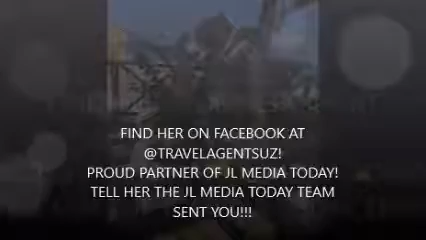 FIND HER ON FACEBOOK AT
@TRAVELAGENTSUZ!
PROUD PARTNER OF JL MEDIA TODAY!
TELL HER THE JL MEDIA TODAY TEAM
SENT YOU!!!